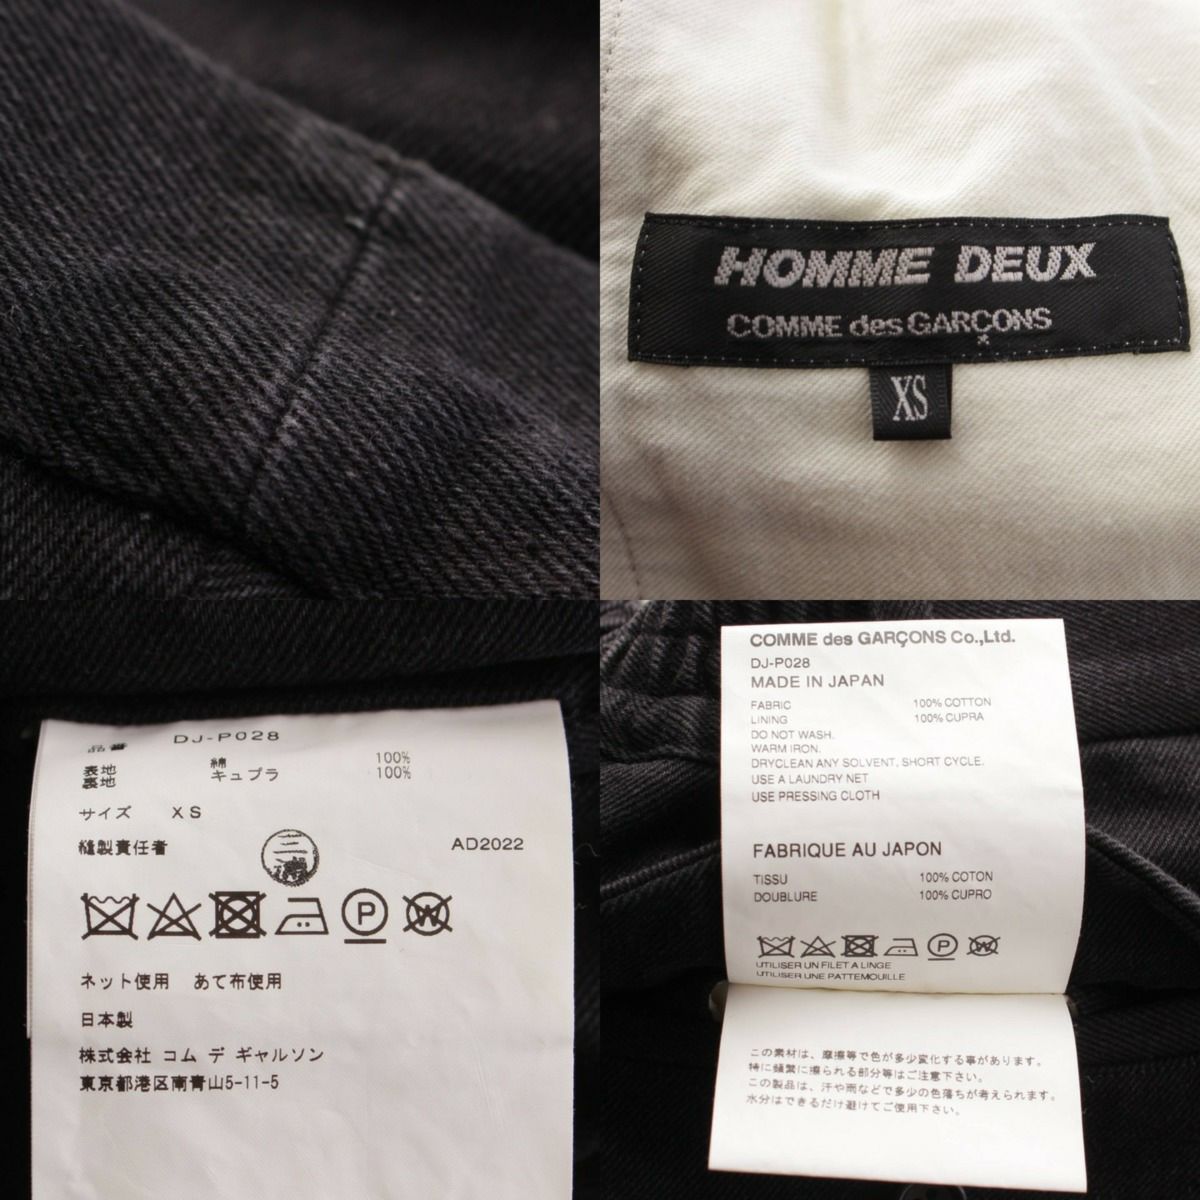 HOMME DEUX
COMME des GARÇONS
XS
品番 DJ-P028
表地 綿 100%
裏地 キュプラ 100%
サイズ XS
縫製責任者 AD2022
P
W
ネット使用 あて布使用
日本製
株式会社 コム デ ギャルソン
東京都港区南青山5-11-5
COMME des GARÇONS Co.,Ltd.
DJ-P028
MADE IN JAPAN
FABRIC 100% COTTON
LINING 100% CUPRA
DO NOT WASH.
WARM IRON.
DRYCLEAN ANY SOLVENT, SHORT CYCLE.
USE A LAUNDRY NET
USE PRESSING CLOTH
FABRIQUE AU JAPON
TISSU 100% COTON
DOUBLURE 100% CUPRO
P
W
UTILISER UN FILET A LINGE
UTILISER UNE PATTEMOUILLE
この素材は、摩擦等で色が多少変化する事があります。
特に頻繁に擦られる部分等はご注意下さい。
この製品は、汗や雨などで多少の色落ちが考えられます。
水分はできるだけ避けてご使用下さい。